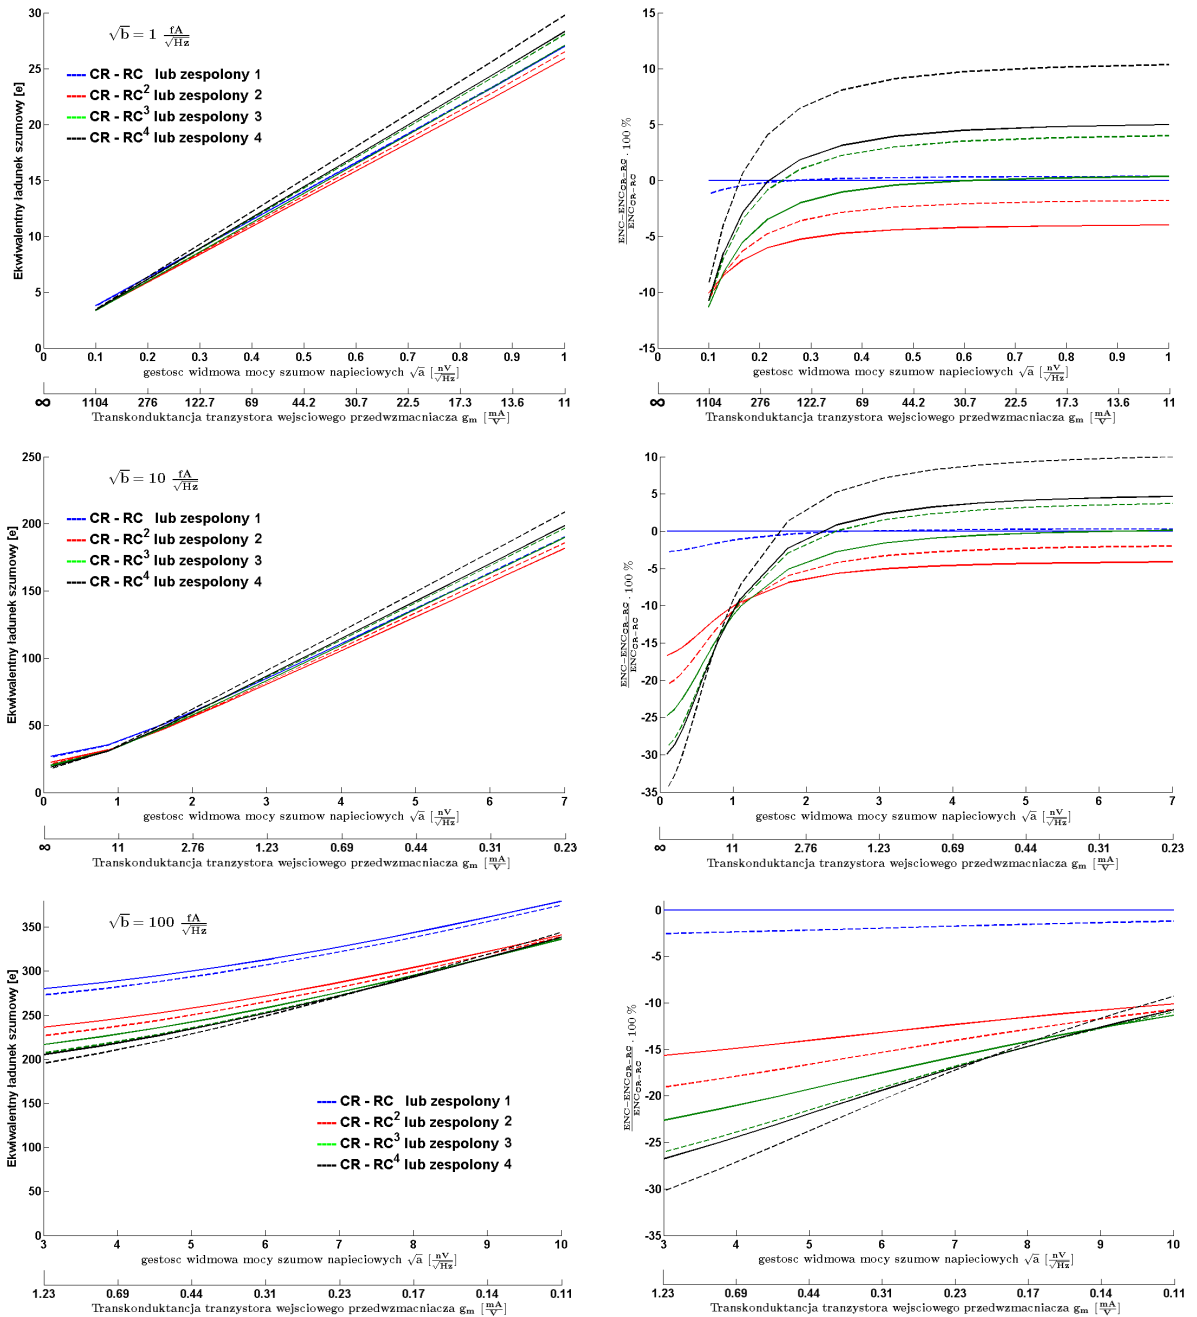 √b = 1 fA/√Hz
CR - RC lub zespolony 1
CR - RC² lub zespolony 2
CR - RC³ lub zespolony 3
CR - RC⁴ lub zespolony 4
Ekwiwalentny ładunek szumowy [e]
30
25
20
15
10
5
0
0 0.1 0.2 0.3 0.4 0.5 0.6 0.7 0.8 0.9 1
gestosc widmowa mocy szumow napieciowych √a [nV/√Hz]
∞ 1104 276 122.7 69 44.2 30.7 22.5 17.3 13.6 11
Transkonduktancja tranzystora wejsciowego przedwzmacniacza gm [mA/V]
ENC-ENCCR-RC/ENCCR-RC · 100 %
15
10
5
0
-5
-10
-15
0 0.1 0.2 0.3 0.4 0.5 0.6 0.7 0.8 0.9 1
gestosc widmowa mocy szumow napieciowych √a [nV/√Hz]
∞ 1104 276 122.7 69 44.2 30.7 22.5 17.3 13.6 11
Transkonduktancja tranzystora wejsciowego przedwzmacniacza gm [mA/V]
√b = 10 fA/√Hz
CR - RC lub zespolony 1
CR - RC² lub zespolony 2
CR - RC³ lub zespolony 3
CR - RC⁴ lub zespolony 4
Ekwiwalentny ładunek szumowy [e]
250
200
150
100
50
0
0 1 2 3 4 5 6 7
gestosc widmowa mocy szumow napieciowych √a [nV/√Hz]
∞ 11 2.76 1.23 0.69 0.44 0.31 0.23
Transkonduktancja tranzystora wejsciowego przedwzmacniacza gm [mA/V]
ENC-ENCCR-RC/ENCCR-RC · 100 %
10
5
0
-5
-10
-15
-20
-25
-30
-35
0 1 2 3 4 5 6 7
gestosc widmowa mocy szumow napieciowych √a [nV/√Hz]
∞ 11 2.76 1.23 0.69 0.44 0.31 0.23
Transkonduktancja tranzystora wejsciowego przedwzmacniacza gm [mA/V]
√b = 100 fA/√Hz
CR - RC lub zespolony 1
CR - RC² lub zespolony 2
CR - RC³ lub zespolony 3
CR - RC⁴ lub zespolony 4
Ekwiwalentny ładunek szumowy [e]
350
300
250
200
150
100
50
0
3 4 5 6 7 8 9 10
gestosc widmowa mocy szumow napieciowych √a [nV/√Hz]
1.23 0.69 0.44 0.31 0.23 0.17 0.14 0.11
Transkonduktancja tranzystora wejsciowego przedwzmacniacza gm [mA/V]
ENC-ENCCR-RC/ENCCR-RC · 100 %
0
-5
-10
-15
-20
-25
-30
-35
3 4 5 6 7 8 9 10
gestosc widmowa mocy szumow napieciowych √a [nV/√Hz]
1.23 0.69 0.44 0.31 0.23 0.17 0.14 0.11
Transkonduktancja tranzystora wejsciowego przedwzmacniacza gm [mA/V]